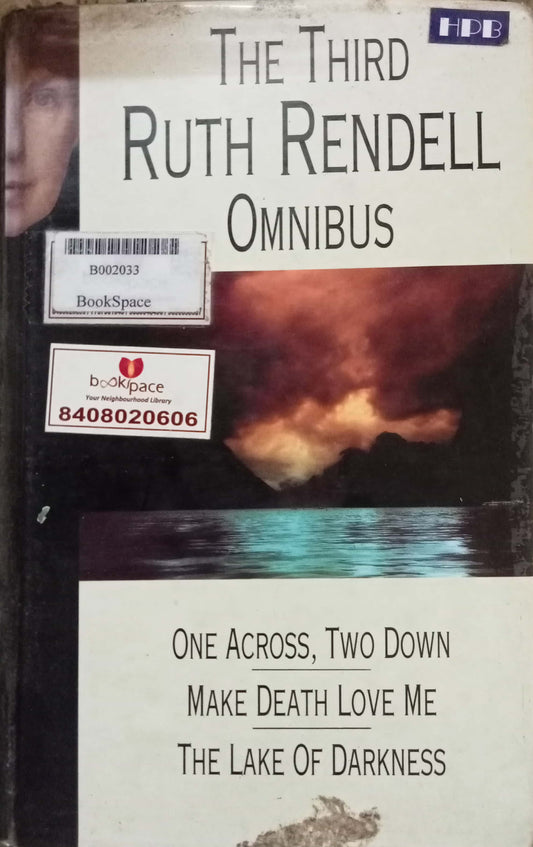 HPB
THE THIRD
RUTH RENDELL
OMNIBUS
B002033
BookSpace
bookspace
Your Neighbourhood Library
8408020606
ONE ACROSS, TWO DOWN
MAKE DEATH LOVE ME
THE LAKE OF DARKNESS